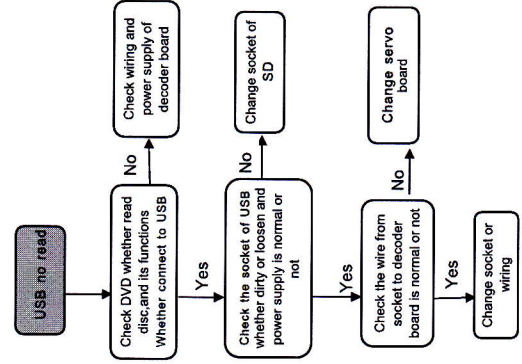 USB no read
Check DVD whether read
disc,and its functions
Whether connect to USB
No
Check wiring and
power supply of
decoder board
Yes
Check the socket of USB
whether dirty or loosen and
power supply is normal or
not
No
Change socket of
SD
Yes
Check the wire from
socket to decoder
board is normal or not
No
Change servo
board
Yes
Change socket or
wiring